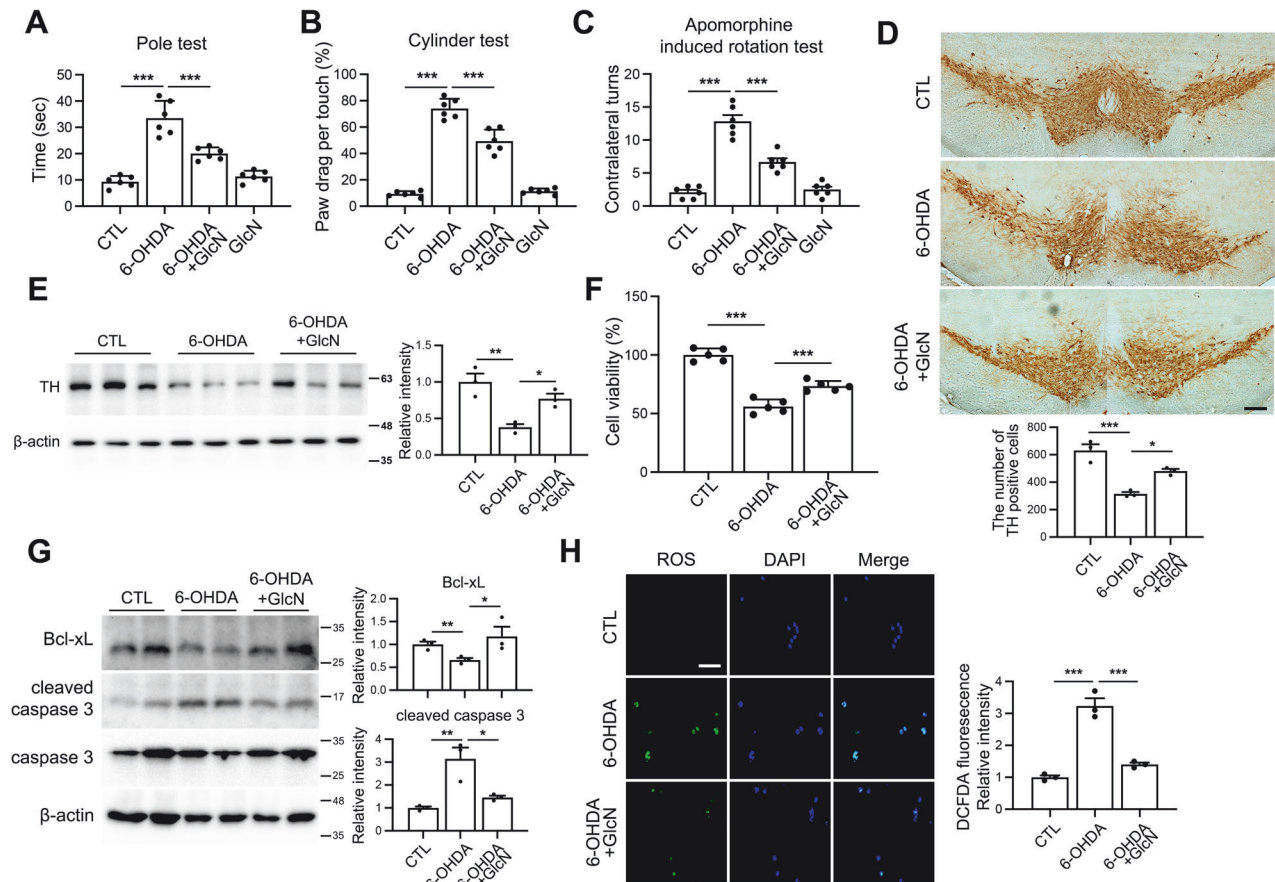 A
Pole test
Time (sec)
50
40
30
20
10
0
***
***
CTL
6-OHDA
6-OHDA
+GlcN
GlcN
B
Cylinder test
Paw drag per touch (%)
100
80
60
40
20
0
***
***
CTL
6-OHDA
6-OHDA
+GlcN
GlcN
C
Apomorphine
induced rotation test
Contralateral turns
20
15
10
5
0
***
***
CTL
6-OHDA
6-OHDA
+GlcN
GlcN
D
CTL
6-OHDA
6-OHDA
+GlcN
The number of
TH positive cells
800
600
400
200
0
***
*
CTL
6-OHDA
6-OHDA
+GlcN
E
CTL
6-OHDA
6-OHDA
+GlcN
TH
β-actin
63
48
35
Relative intensity
1.5
1.0
0.5
0.0
**
*
CTL
6-OHDA
6-OHDA
+GlcN
F
Cell viability (%)
150
100
50
0
***
***
CTL
6-OHDA
6-OHDA
+GlcN
G
CTL
6-OHDA
6-OHDA
+GlcN
Bcl-xL
35
25
cleaved
caspase 3
17
caspase 3
35
25
β-actin
48
35
Bcl-xL
Relative intensity
2.0
1.5
1.0
0.5
0.0
**
*
cleaved caspase 3
Relative intensity
4
3
2
1
0
**
*
CTL
6-OHDA
6-OHDA
+GlcN
H
ROS
DAPI
Merge
CTL
6-OHDA
6-OHDA
+GlcN
DCFDA fluoresecence
Relative intensity
4
3
2
1
0
***
***
CTL
6-OHDA
6-OHDA
+GlcN